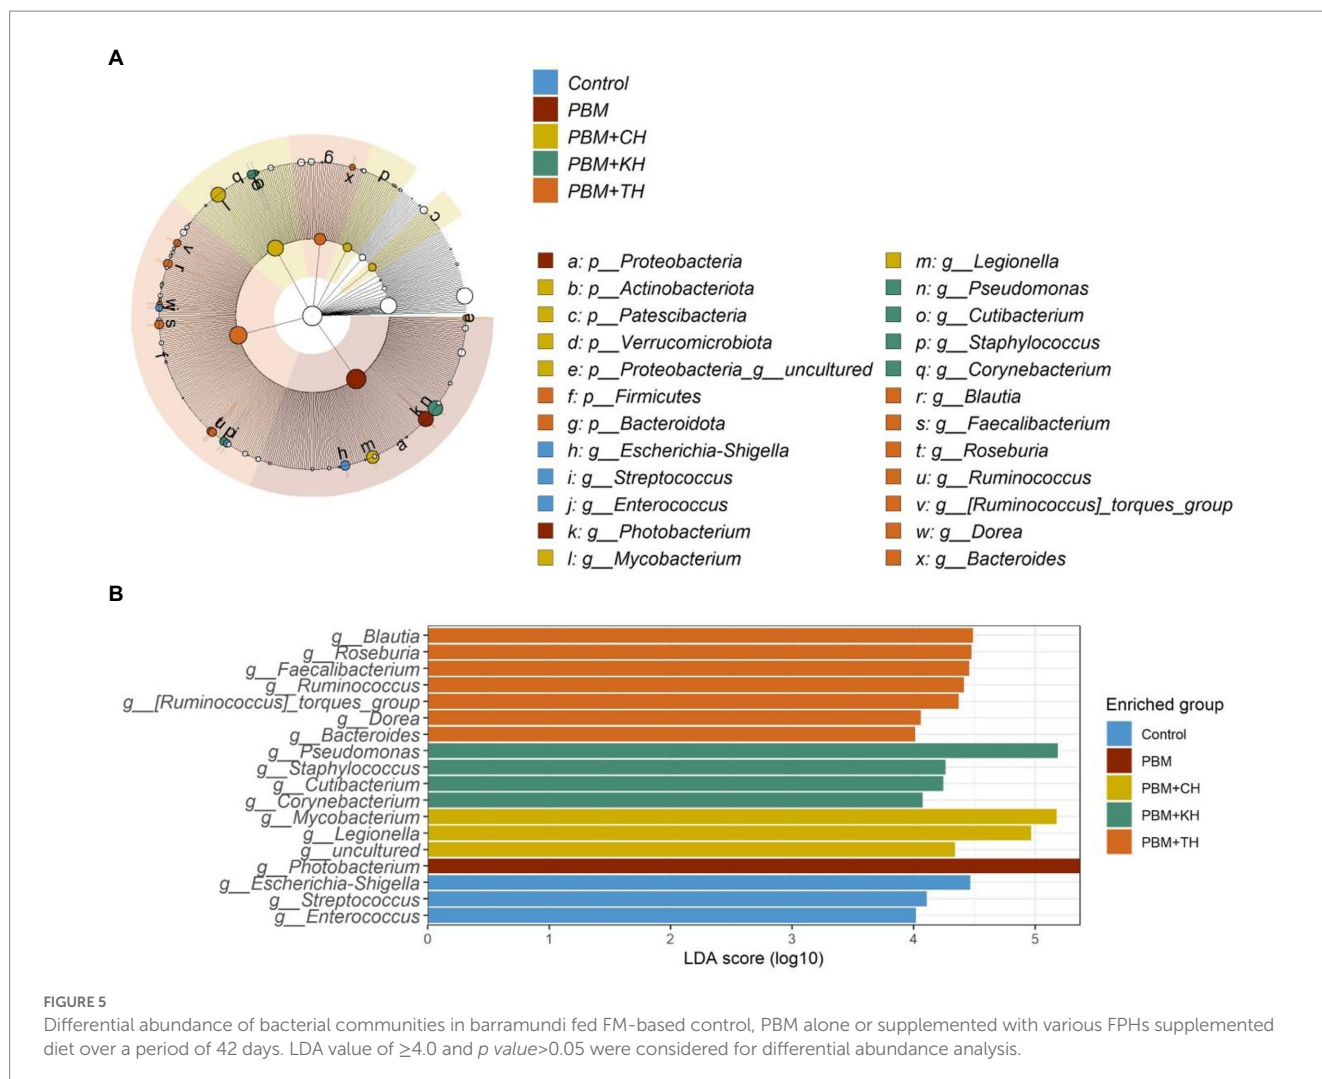 A
Control
PBM
PBM+CH
PBM+KH
PBM+TH
g
x
d
c
b
l
v
r
w
s
f
e
k
n
a
m
h
a: p__Proteobacteria
b: p__Actinobacteriota
c: p__Patescibacteria
d: p__Verrucomicrobiota
e: p__Proteobacteria_g__uncultured
f: p__Firmicutes
g: p__Bacteroidota
h: g__Escherichia-Shigella
i: g__Streptococcus
j: g__Enterococcus
k: g__Photobacterium
l: g__Mycobacterium
m: g__Legionella
n: g__Pseudomonas
o: g__Cutibacterium
p: g__Staphylococcus
q: g__Corynebacterium
r: g__Blautia
s: g__Faecalibacterium
t: g__Roseburia
u: g__Ruminococcus
v: g__[Ruminococcus]_torques_group
w: g__Dorea
x: g__Bacteroides
B
g__Blautia
g__Roseburia
g__Faecalibacterium
g__Ruminococcus
g__[Ruminococcus]_torques_group
g__Dorea
g__Bacteroides
g__Pseudomonas
g__Staphylococcus
g__Cutibacterium
g__Corynebacterium
g__Mycobacterium
g__Legionella
g__uncultured
g__Photobacterium
g__Escherichia-Shigella
g__Streptococcus
g__Enterococcus
0 1 2 3 4 5
LDA score (log10)
Enriched group
Control
PBM
PBM+CH
PBM+KH
PBM+TH
FIGURE 5
Differential abundance of bacterial communities in barramundi fed FM-based control, PBM alone or supplemented with various FPHs supplemented
diet over a period of 42 days. LDA value of ≥4.0 and p value>0.05 were considered for differential abundance analysis.